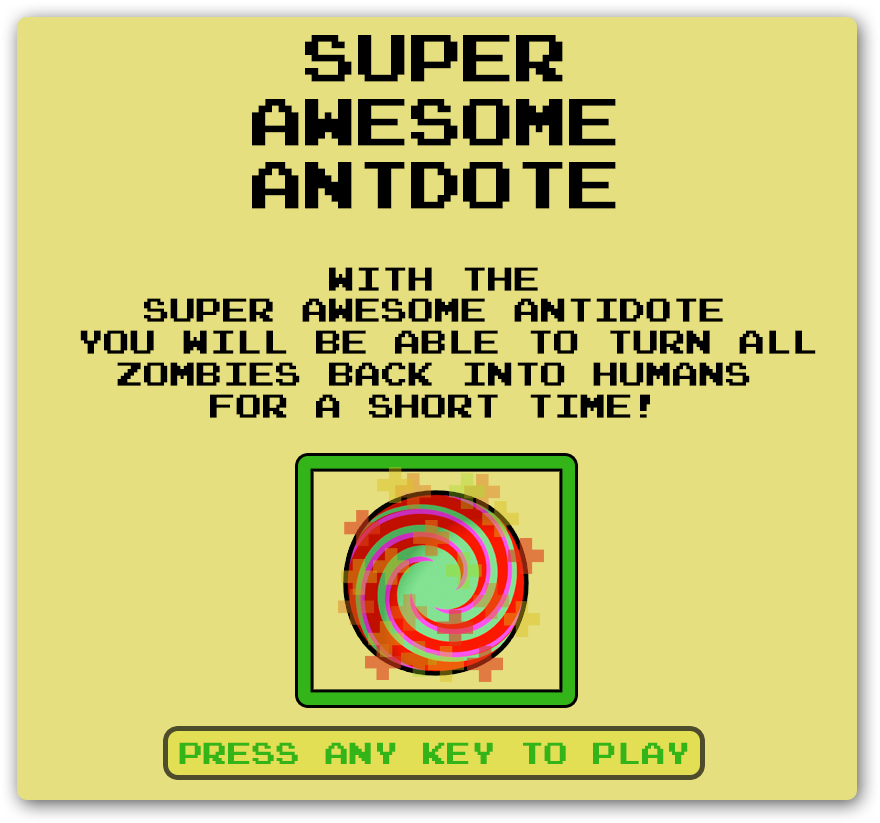 SUPER
AWESOME
ANTDOTE
WITH THE
SUPER AWESOME ANTIDOTE
YOU WILL BE ABLE TO TURN ALL
ZOMBIES BACK INTO HUMANS
FOR A SHORT TIME!
PRESS ANY KEY TO PLAY